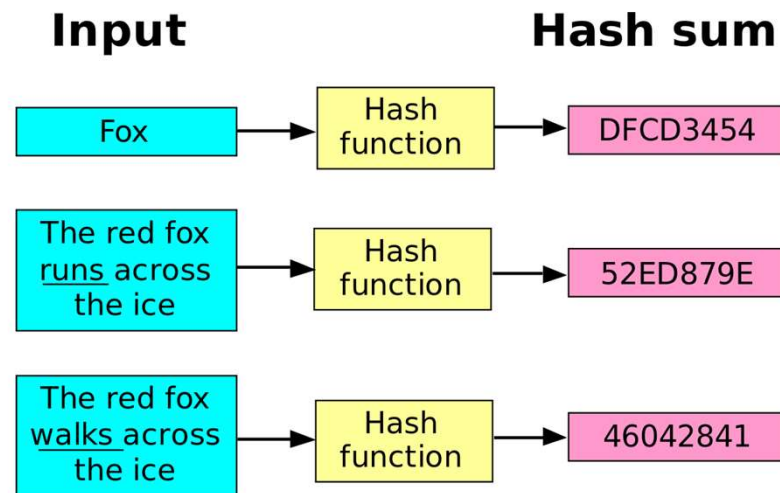 Input
Hash sum
Fox
Hash
function
DFCD3454
The red fox
runs across
the ice
Hash
function
52ED879E
The red fox
walks across
the ice
Hash
function
46042841